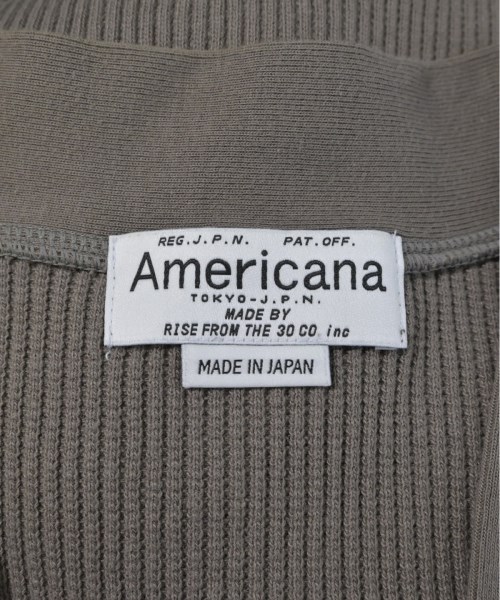 REG.J.P.N. PAT.OFF.
Americana
TOKYO-J.P.N.
MADE BY
RISE FROM THE 30 CO. inc
MADE IN JAPAN